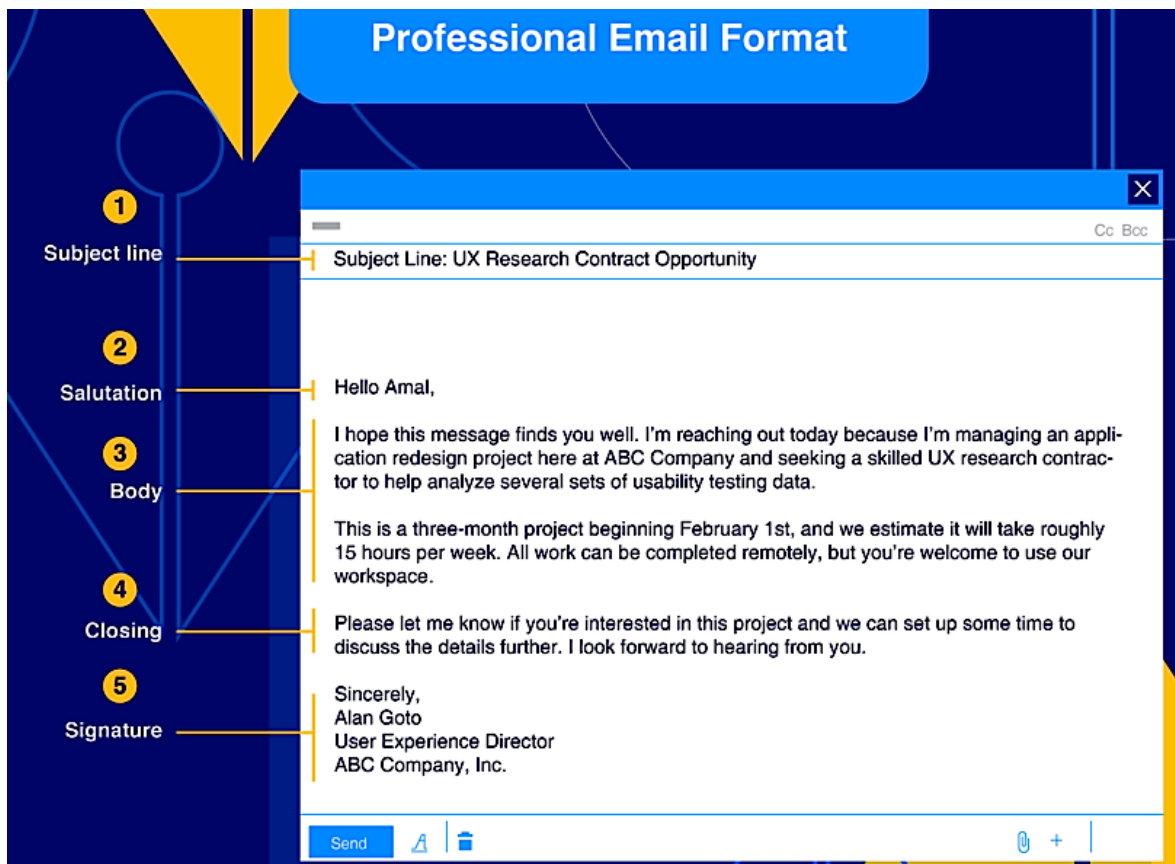 Professional Email Format
Cc Bcc
1
Subject line
Subject Line: UX Research Contract Opportunity
2
Salutation
Hello Amal,
3
Body
I hope this message finds you well. I'm reaching out today because I'm managing an appli-
cation redesign project here at ABC Company and seeking a skilled UX research contrac-
tor to help analyze several sets of usability testing data.
This is a three-month project beginning February 1st, and we estimate it will take roughly
15 hours per week. All work can be completed remotely, but you're welcome to use our
workspace.
4
Closing
Please let me know if you're interested in this project and we can set up some time to
discuss the details further. I look forward to hearing from you.
5
Signature
Sincerely,
Alan Goto
User Experience Director
ABC Company, Inc.
Send